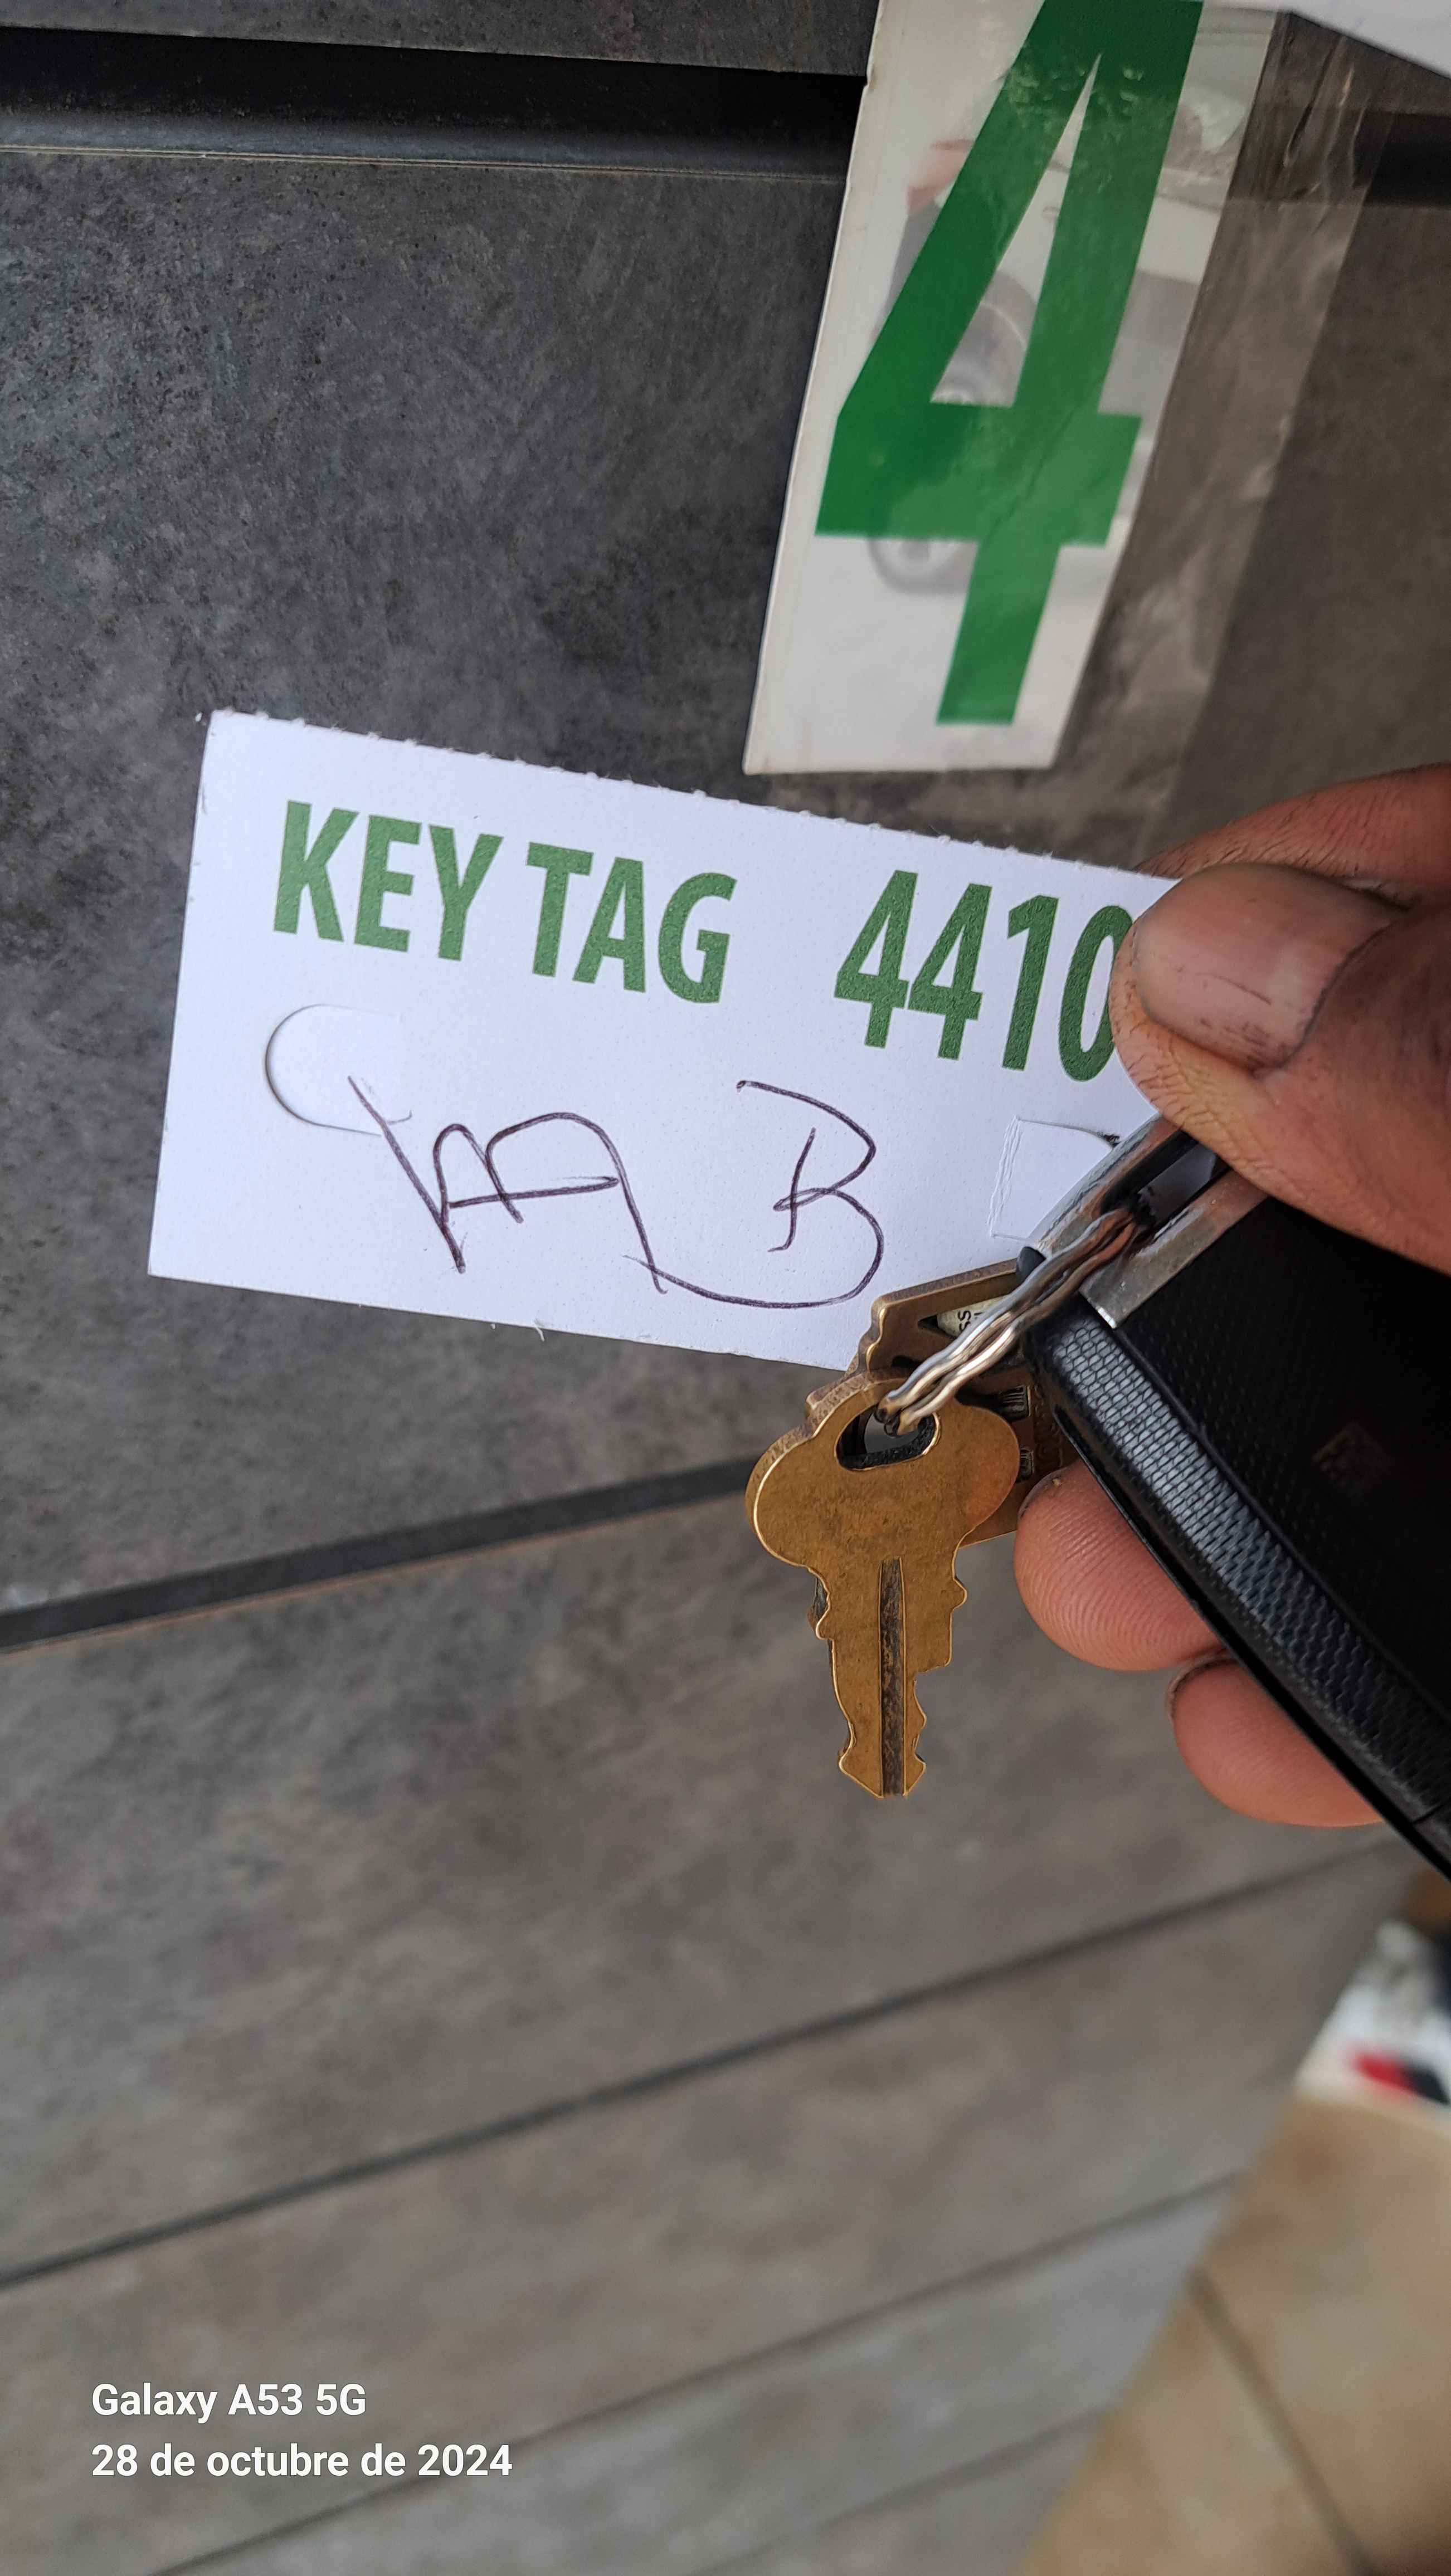 4
KEY TAG 4410
B
Galaxy A53 5G
28 de octubre de 2024